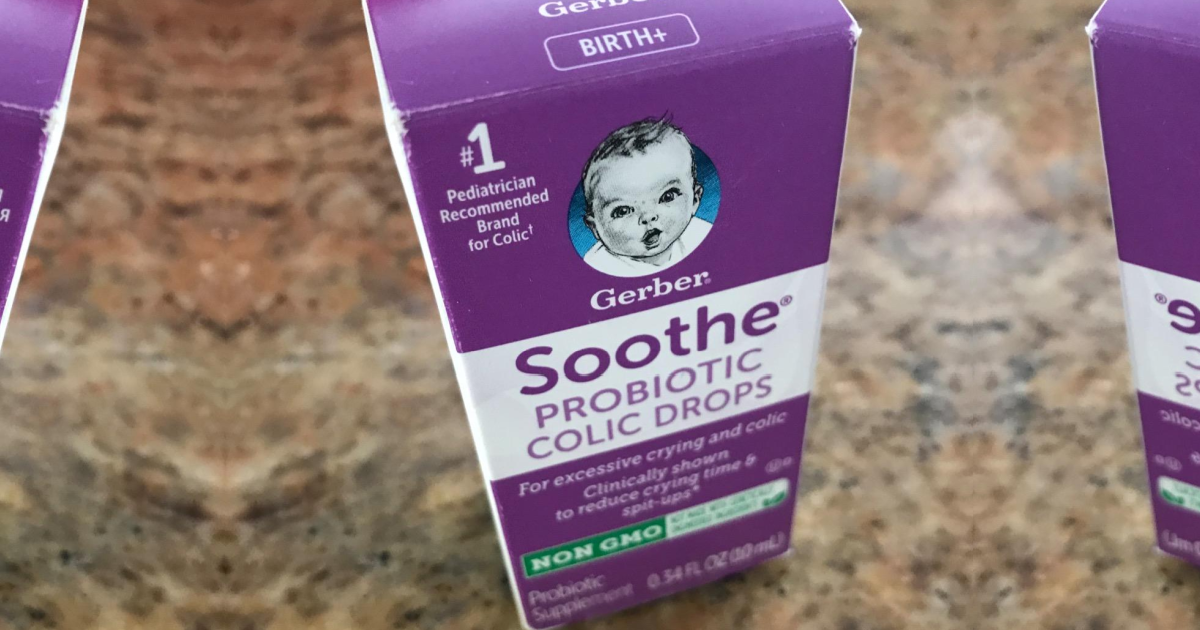 Gerber
BIRTH+
#1
Pediatrician
Recommended
Brand
for Colic†
Gerber®
Soothe®
PROBIOTIC
COLIC DROPS
For excessive crying and colic
Clinically shown
to reduce crying time &
spit-ups*
NON GMO
Probiotic
Supplement
0.34 FL OZ (10 mL)